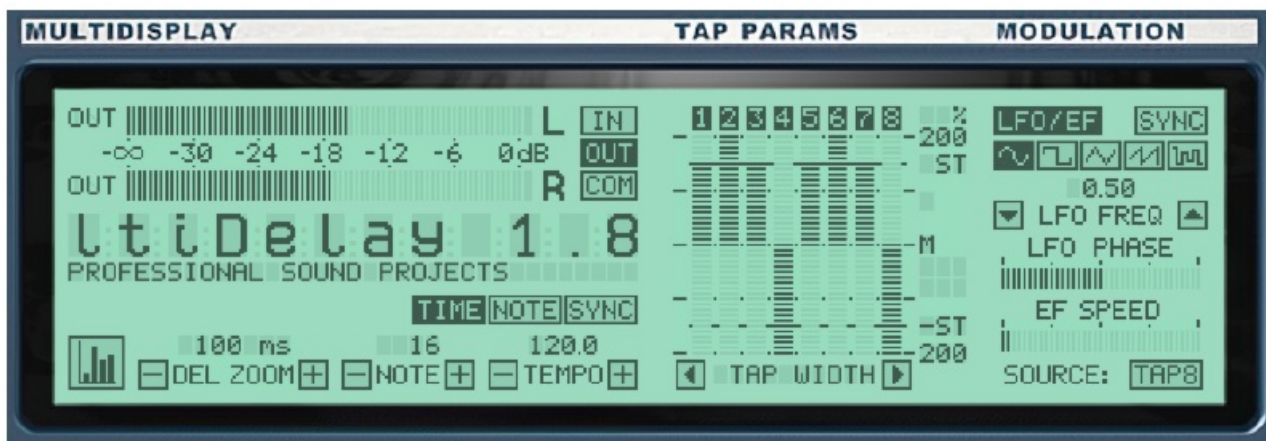 MULTIDISPLAY TAP PARAMS MODULATION
OUT L IN
-∞ -30 -24 -18 -12 -6 0dB OUT
OUT R COM
ltiDelay 1.8
PROFESSIONAL SOUND PROJECTS
TIME NOTE SYNC
100 ms 16 120.0
- DEL ZOOM + - NOTE + - TEMPO +
1 2 3 4 5 6 7 8 %
200
ST
M
-ST
200
TAP WIDTH
LFO/EF SYNC
0.50
LFO FREQ
LFO PHASE
EF SPEED
SOURCE: TAP8